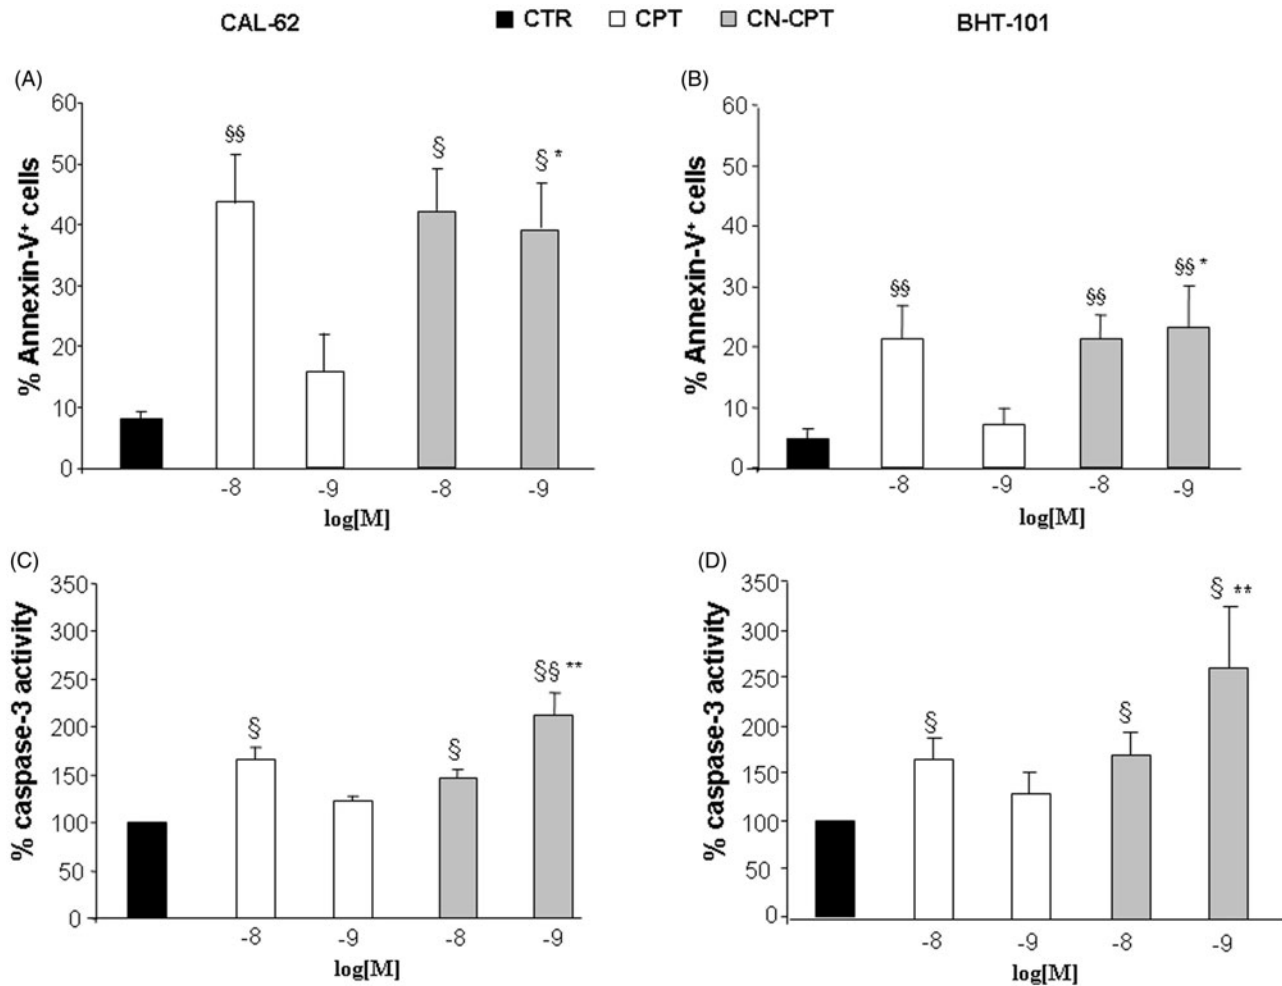 CAL-62 CTR CPT CN-CPT BHT-101
(A)
% Annexin-V⁺ cells
60
50
40
30
20
10
0
§§
§
§ *
-8 -9 -8 -9
log[M]
(B)
% Annexin-V⁺ cells
60
50
40
30
20
10
0
§§
§§
§§ *
-8 -9 -8 -9
log[M]
(C)
% caspase-3 activity
350
300
250
200
150
100
50
0
§
§
§§ **
-8 -9 -8 -9
log[M]
(D)
% caspase-3 activity
350
300
250
200
150
100
50
0
§
§
§ **
-8 -9 -8 -9
log[M]